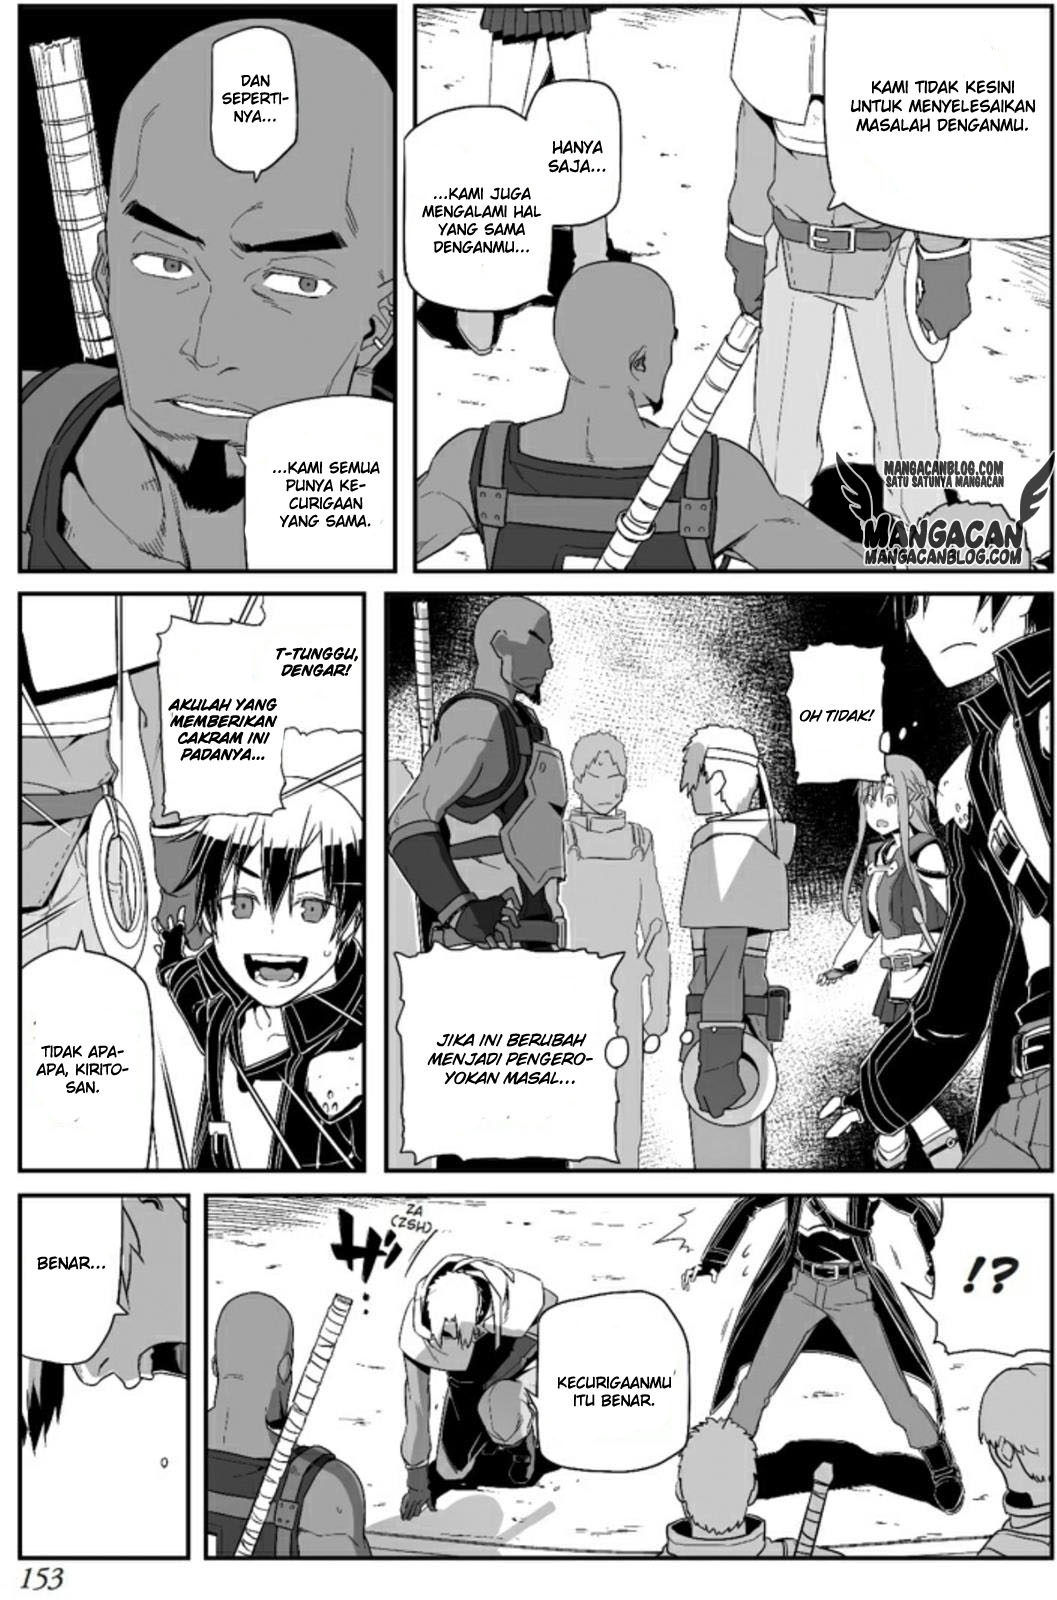 KAMI TIDAK KESINI
UNTUK MENYELESAIKAN
MASALAH DENGANMU.
HANYA
SAJA...
...KAMI JUGA
MENGALAMI HAL
YANG SAMA
DENGANMU...
MANGACANBLOG.COM
SATU SATUNYA MANGACAN
MANGACAN
MANGACANBLOG.COM
DAN
SEPERTI-
NYA...
...KAMI SEMUA
PUNYA KE-
CURIGAAN
YANG SAMA.
OH TIDAK!
JIKA INI BERUBAH
MENJADI PENGERO-
YOKAN MASAL...
T-TUNGGU,
DENGAR!
AKULAH YANG
MEMBERIKAN
CAKRAM INI
PADANYA...
TIDAK APA-
APA, KIRITO-
SAN.
!?
ZA
(ZSH)
ザッ
KECURIGAANMU
ITU BENAR.
BENAR...
153